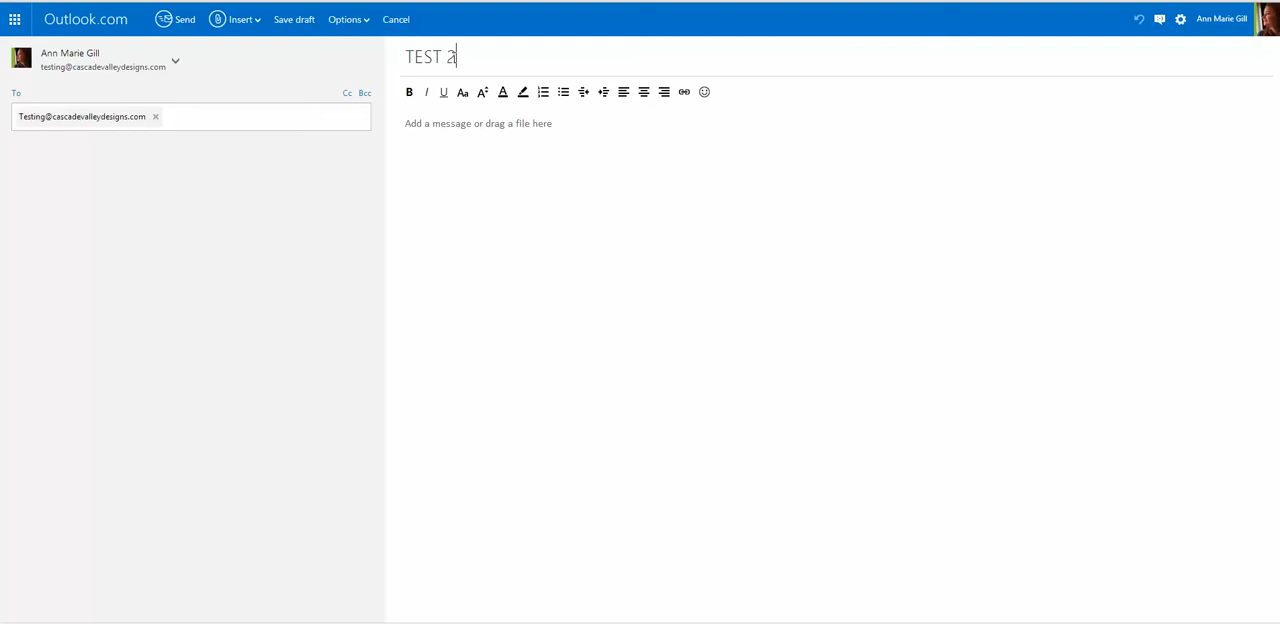 Outlook.com Send Insert Save draft Options Cancel Ann Marie Gill
Ann Marie Gill
testing@cascadevalleydesigns.com
To Cc Bcc
Testing@cascadevalleydesigns.com ×
TEST 2
B I U Aa A A
Add a message or drag a file here